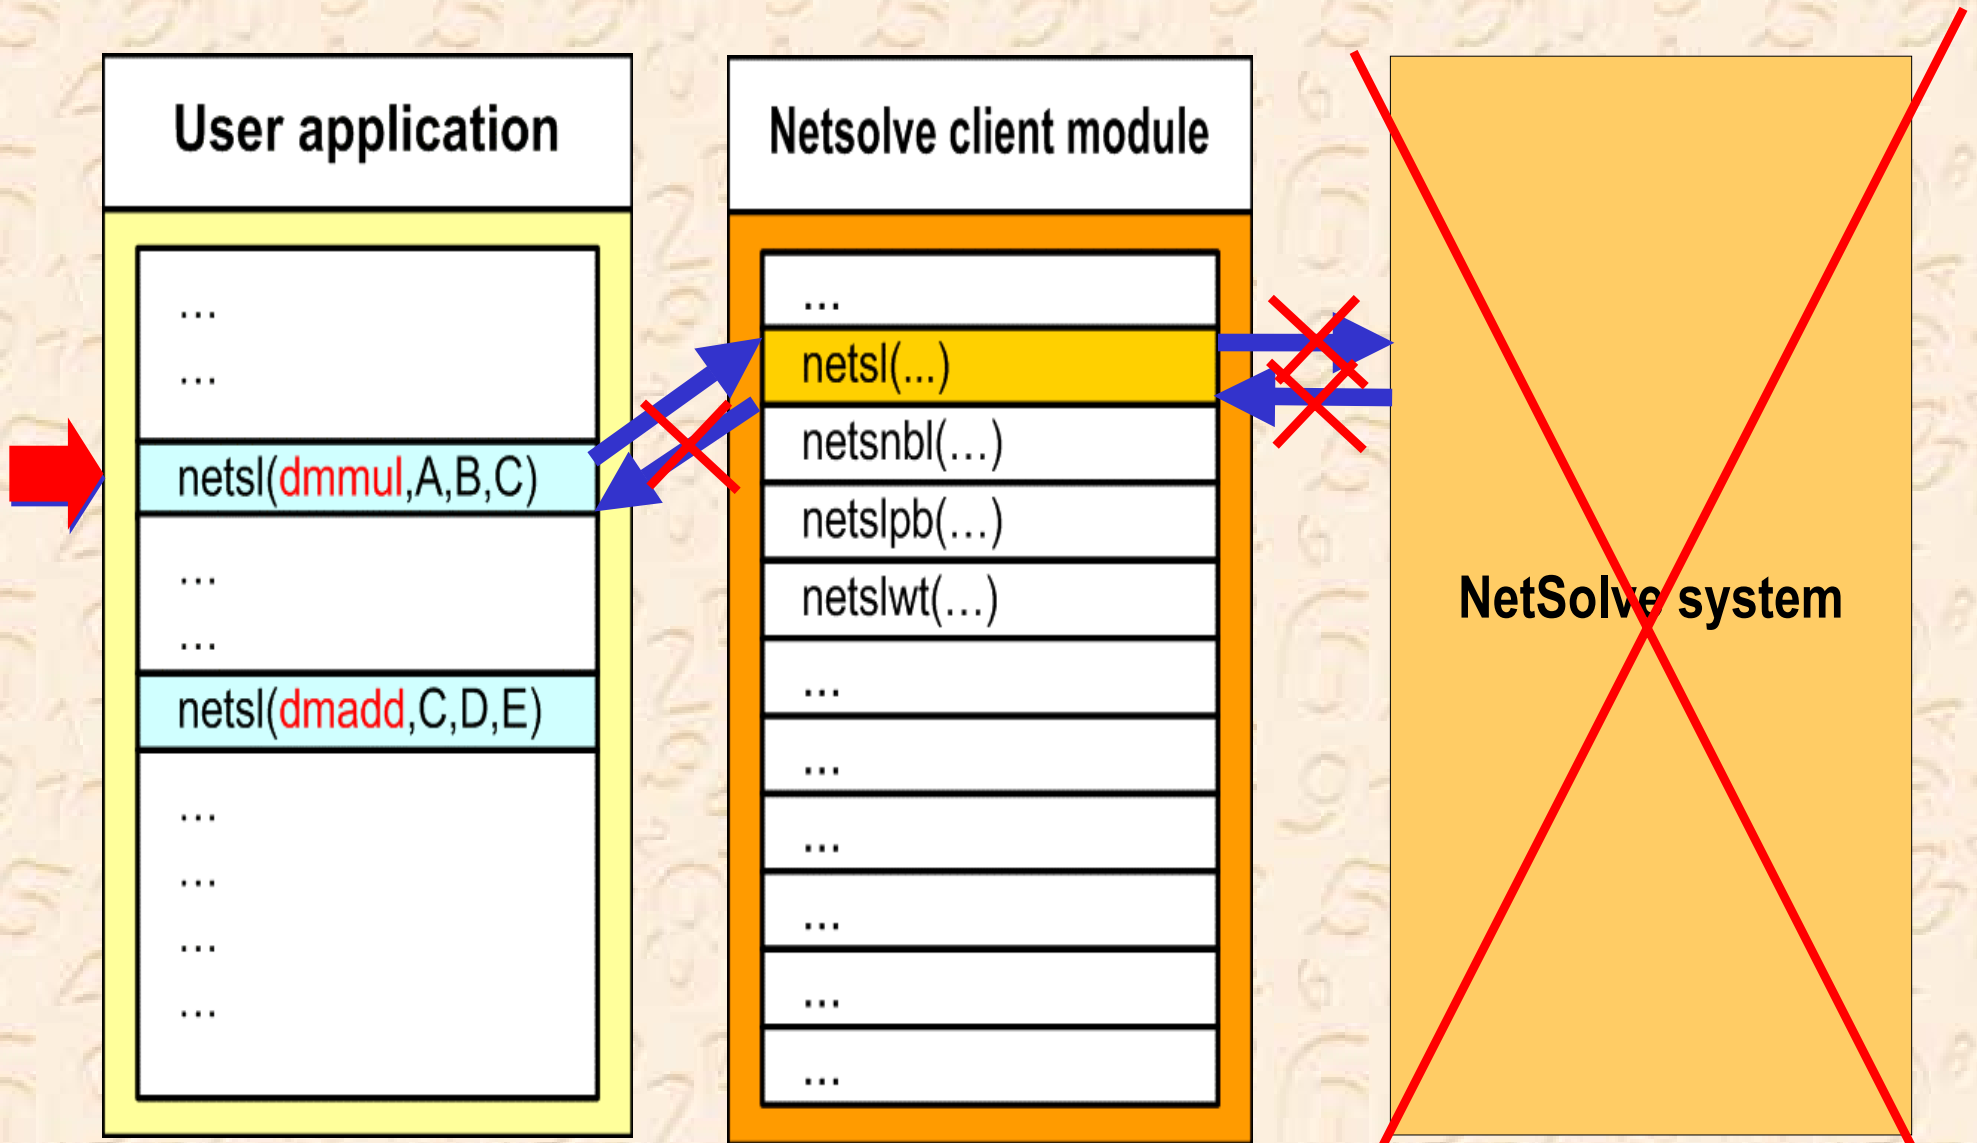 User application
…
…
netsl(dmmul,A,B,C)
…
…
netsl(dmadd,C,D,E)
…
…
…
…
Netsolve client module
…
netsl(...)
netsnbl(…)
netslpb(…)
netslwt(…)
…
…
…
…
…
…
NetSolve system